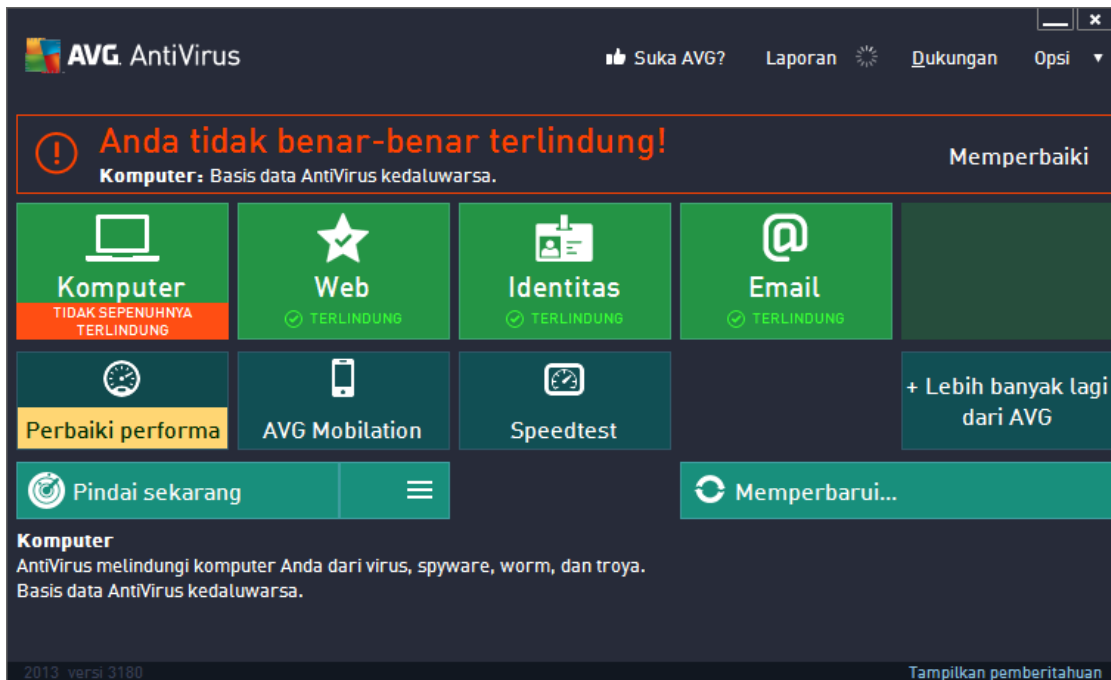 AVG. AntiVirus
Suka AVG? Laporan Dukungan Opsi
Anda tidak benar-benar terlindung!
Komputer: Basis data AntiVirus kedaluwarsa.
Memperbaiki
Komputer
TIDAK SEPENUHNYA
TERLINDUNG
Web
TERLINDUNG
Identitas
TERLINDUNG
Email
TERLINDUNG
Perbaiki performa
AVG Mobilation
Speedtest
+ Lebih banyak lagi
dari AVG
Pindai sekarang
Memperbarui...
Komputer
AntiVirus melindungi komputer Anda dari virus, spyware, worm, dan troya.
Basis data AntiVirus kedaluwarsa.
2013 versi 3180
Tampilkan pemberitahuan